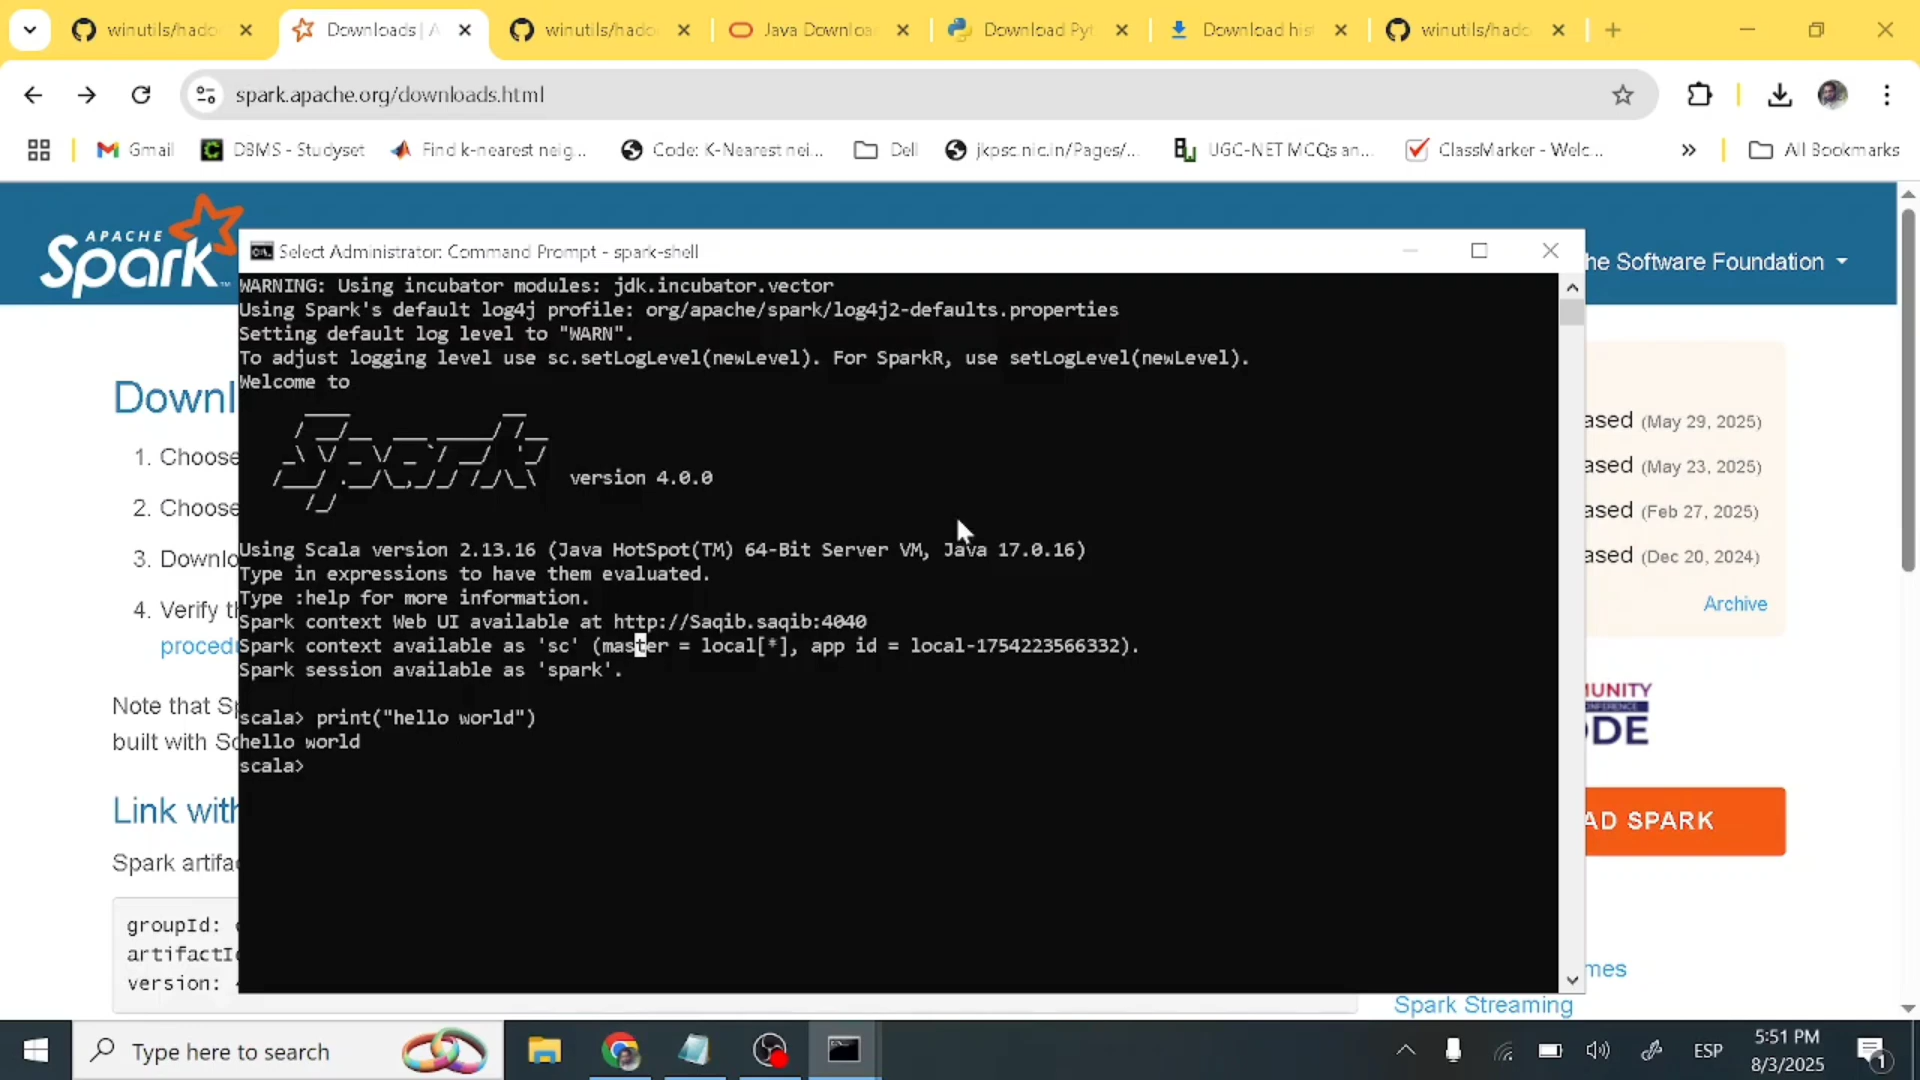 winutils/hado
Downloads | A
winutils/hado
Java Downloa
Download Pyt
Download hist
winutils/hado
spark.apache.org/downloads.html
Gmail
DBMS - Studyset
Find k-nearest neig...
Code: K-Nearest nei...
Dell
jkpsc.nic.in/Pages/...
UGC-NET MCQs an...
ClassMarker - Welc...
All Bookmarks
APACHE
Spark
he Software Foundation
Select Administrator: Command Prompt - spark-shell
WARNING: Using incubator modules: jdk.incubator.vector
Using Spark's default log4j profile: org/apache/spark/log4j2-defaults.properties
Setting default log level to "WARN".
To adjust logging level use sc.setLogLevel(newLevel). For SparkR, use setLogLevel(newLevel).
Welcome to
Spark version 4.0.0
Using Scala version 2.13.16 (Java HotSpot(TM) 64-Bit Server VM, Java 17.0.16)
Type in expressions to have them evaluated.
Type :help for more information.
Spark context Web UI available at http://Saqib.saqib:4040
Spark context available as 'sc' (master = local[*], app id = local-1754223566332).
Spark session available as 'spark'.
scala> print("hello world")
hello world
scala>
Downl
1. Choose
2. Choose
3. Downlo
4. Verify th
proced
Note that Sp
built with Sc
Link with
Spark artifa
groupId:
artifactId
version:
ased (May 29, 2025)
ased (May 23, 2025)
ased (Feb 27, 2025)
ased (Dec 20, 2024)
Archive
UNITY
ONFERENCE
ODE
AD SPARK
mes
Spark Streaming
Type here to search
ESP
5:51 PM
8/3/2025
1